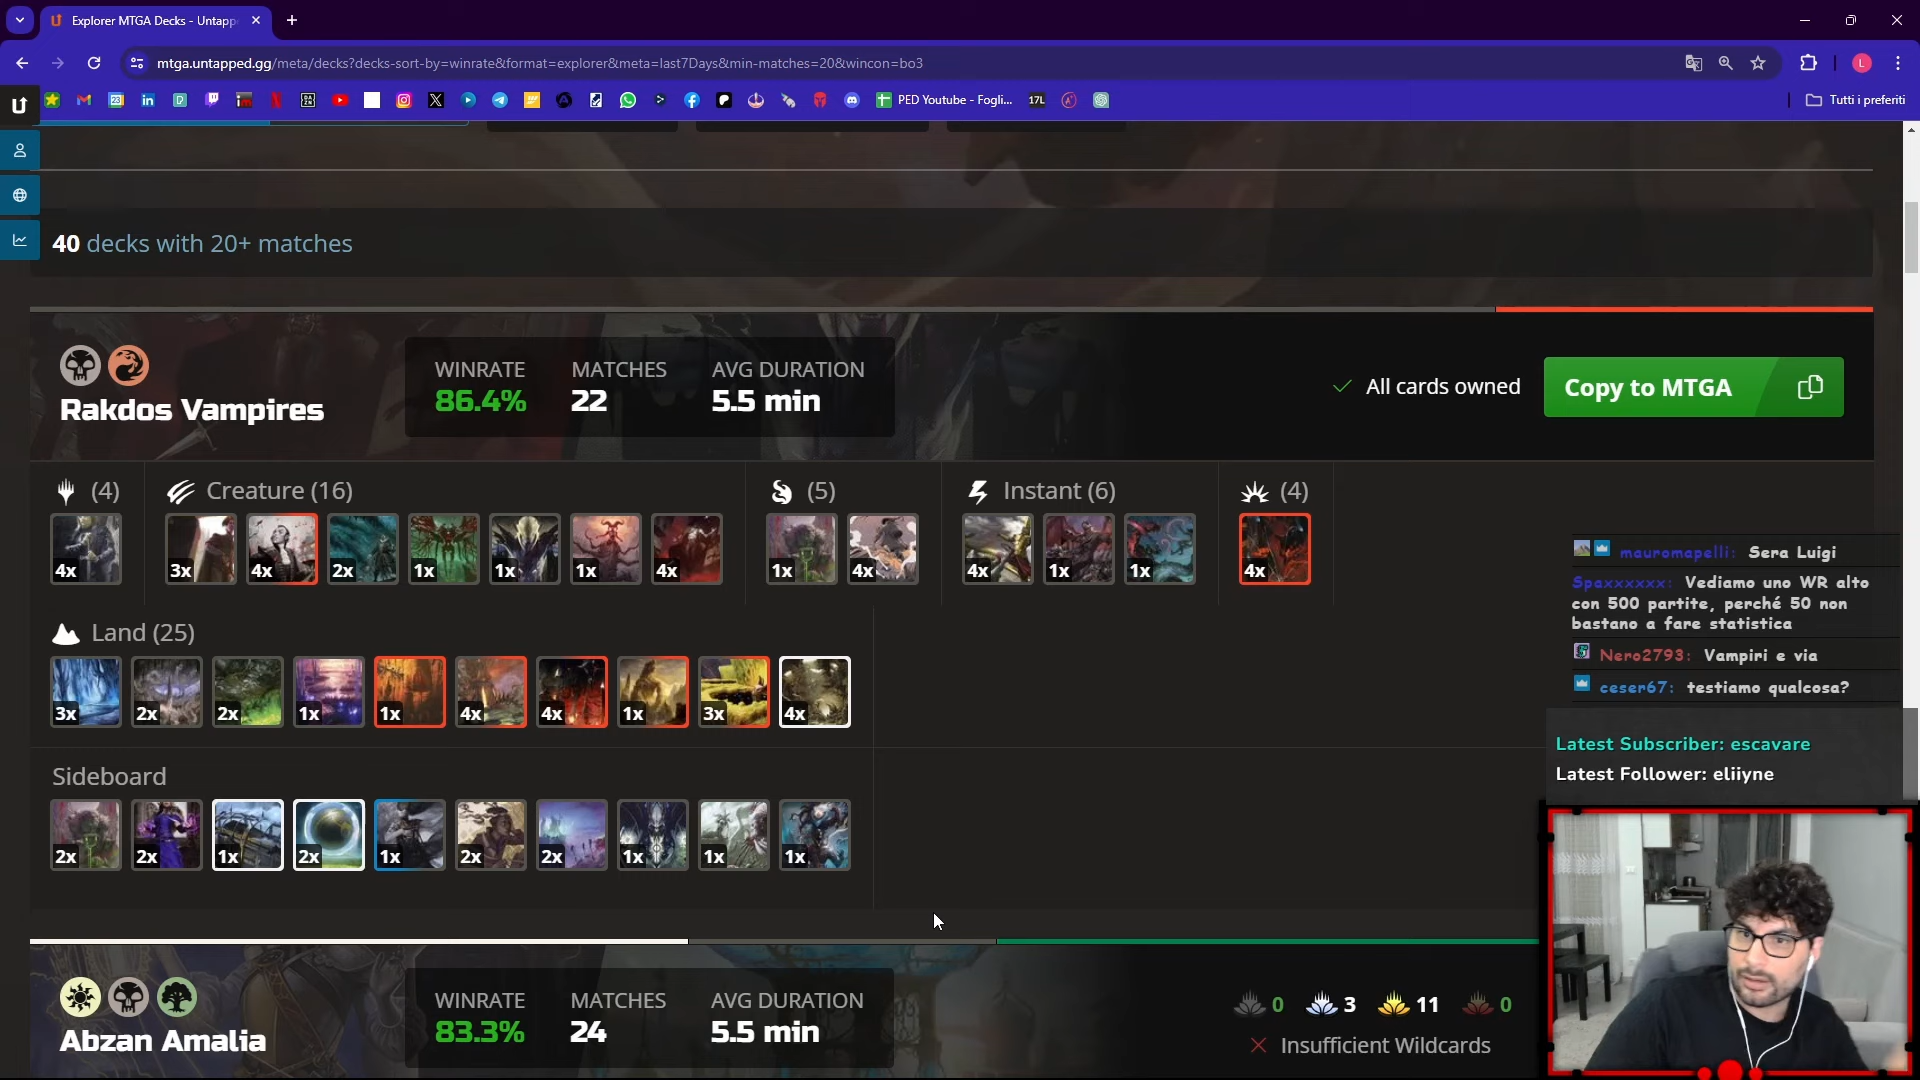 Explorer MTGA Decks - Untapp
mtga.untapped.gg/meta/decks?decks-sort-by=winrate&format=explorer&meta=last7Days&min-matches=20&wincon=bo3
L
PED Youtube - Fogli...
17L
Tutti i preferiti
40 decks with 20+ matches
Rakdos Vampires
WINRATE MATCHES AVG DURATION
86.4% 22 5.5 min
All cards owned
Copy to MTGA
(4) Creature (16) (5) Instant (6) (4)
4x 3x 4x 2x 1x 1x 1x 4x 1x 4x 4x 1x 1x 4x
Land (25)
3x 2x 2x 1x 1x 4x 4x 1x 3x 4x
Sideboard
2x 2x 1x 2x 1x 2x 2x 1x 1x 1x
mauromapelli: Sera Luigi
Spaxxxxxx: Vediamo uno WR alto
con 500 partite, perché 50 non
bastano a fare statistica
Nero2793: Vampiri e via
ceser67: testiamo qualcosa?
Latest Subscriber: escavare
Latest Follower: eliiyne
Abzan Amalia
WINRATE MATCHES AVG DURATION
83.3% 24 5.5 min
0 3 11 0
Insufficient Wildcards